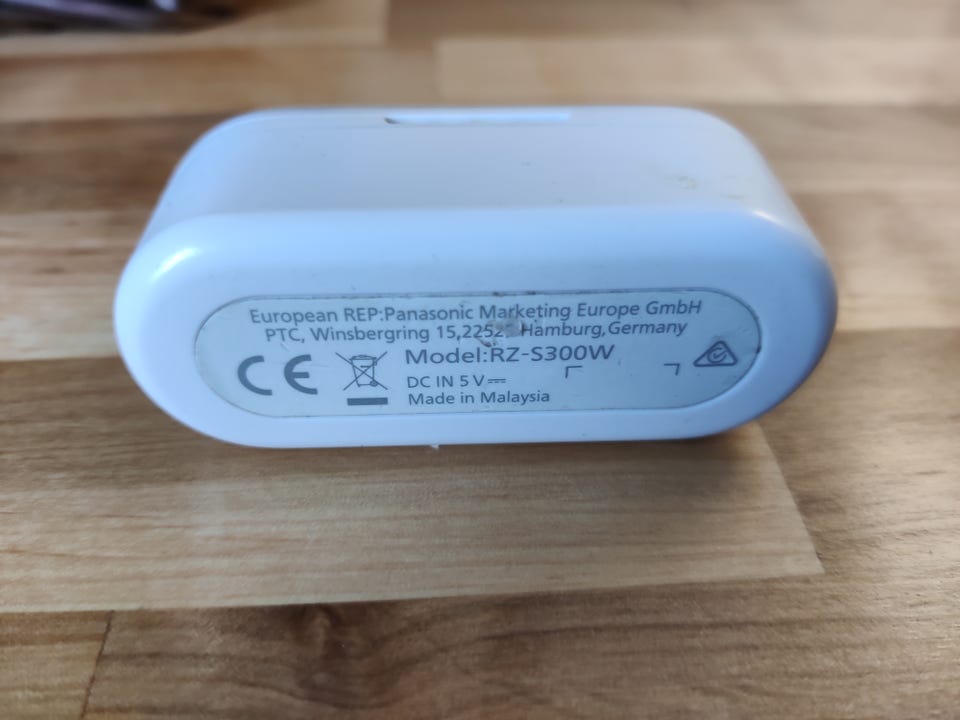 European REP:Panasonic Marketing Europe GmbH
PTC, Winsbergring 15, Hamburg,Germany
Model:RZ-S300W
CE
DC IN 5 V⎓
Made in Malaysia